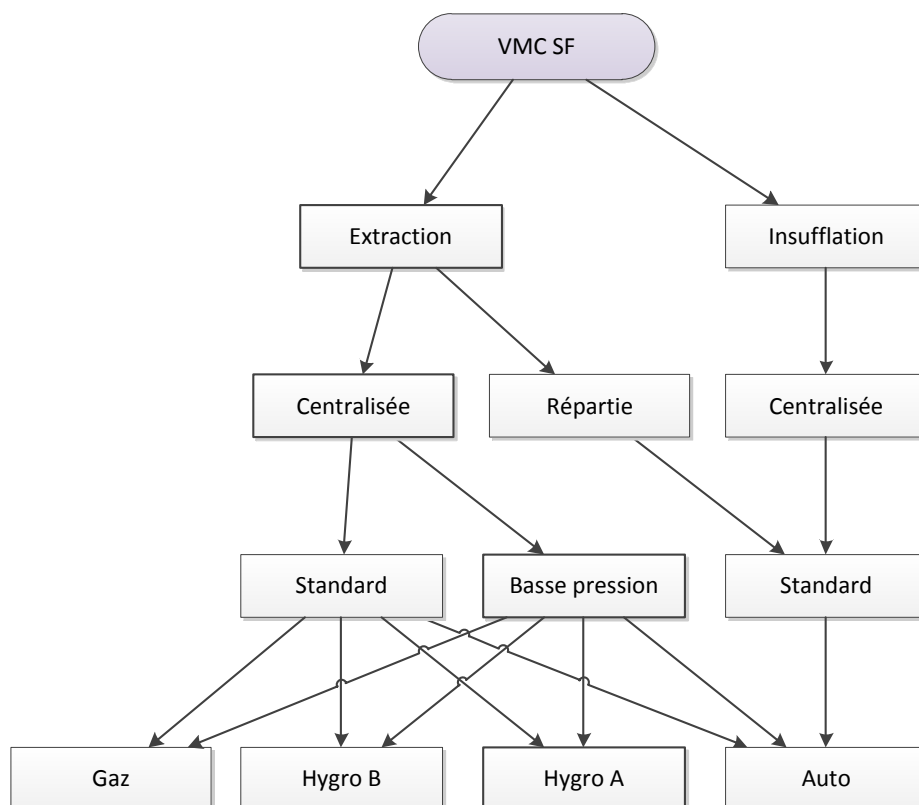 VMC SF
Extraction
Insufflation
Centralisée
Répartie
Centralisée
Standard
Basse pression
Standard
Gaz
Hygro B
Hygro A
Auto